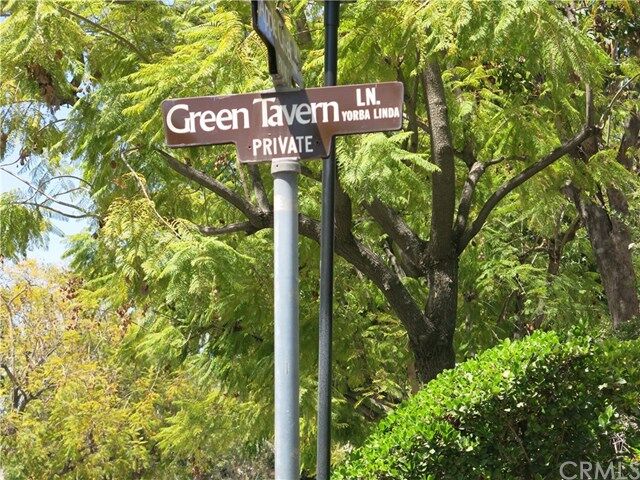 Green Tavern LN.
YORBA LINDA
PRIVATE
CRMLS